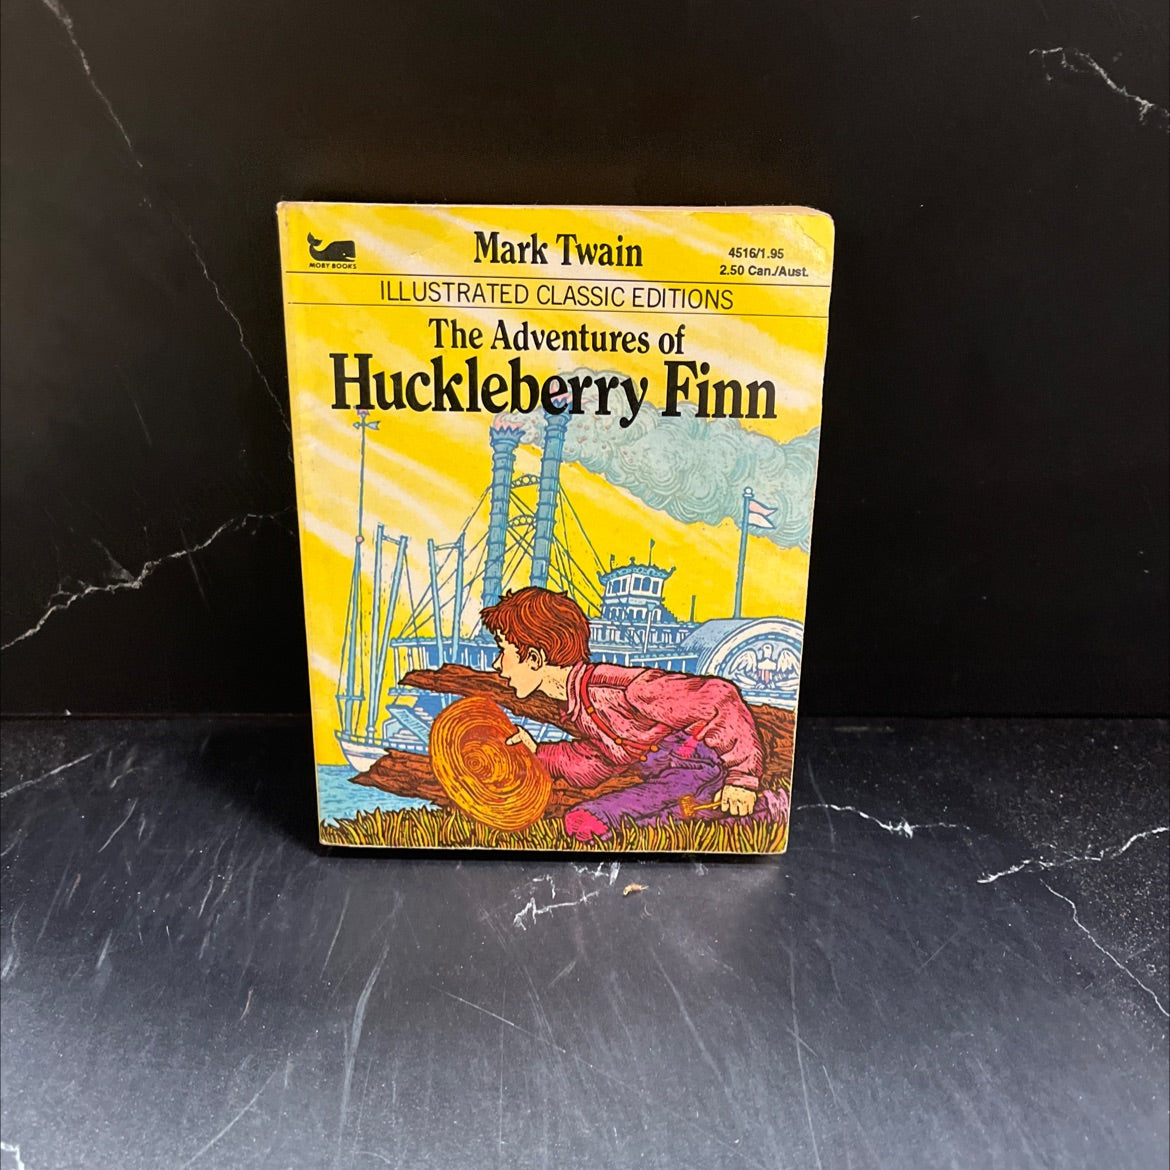 Mark Twain
MOBY BOOKS
4516/1.95
2.50 Can./Aust.
ILLUSTRATED CLASSIC EDITIONS
The Adventures of
Huckleberry Finn